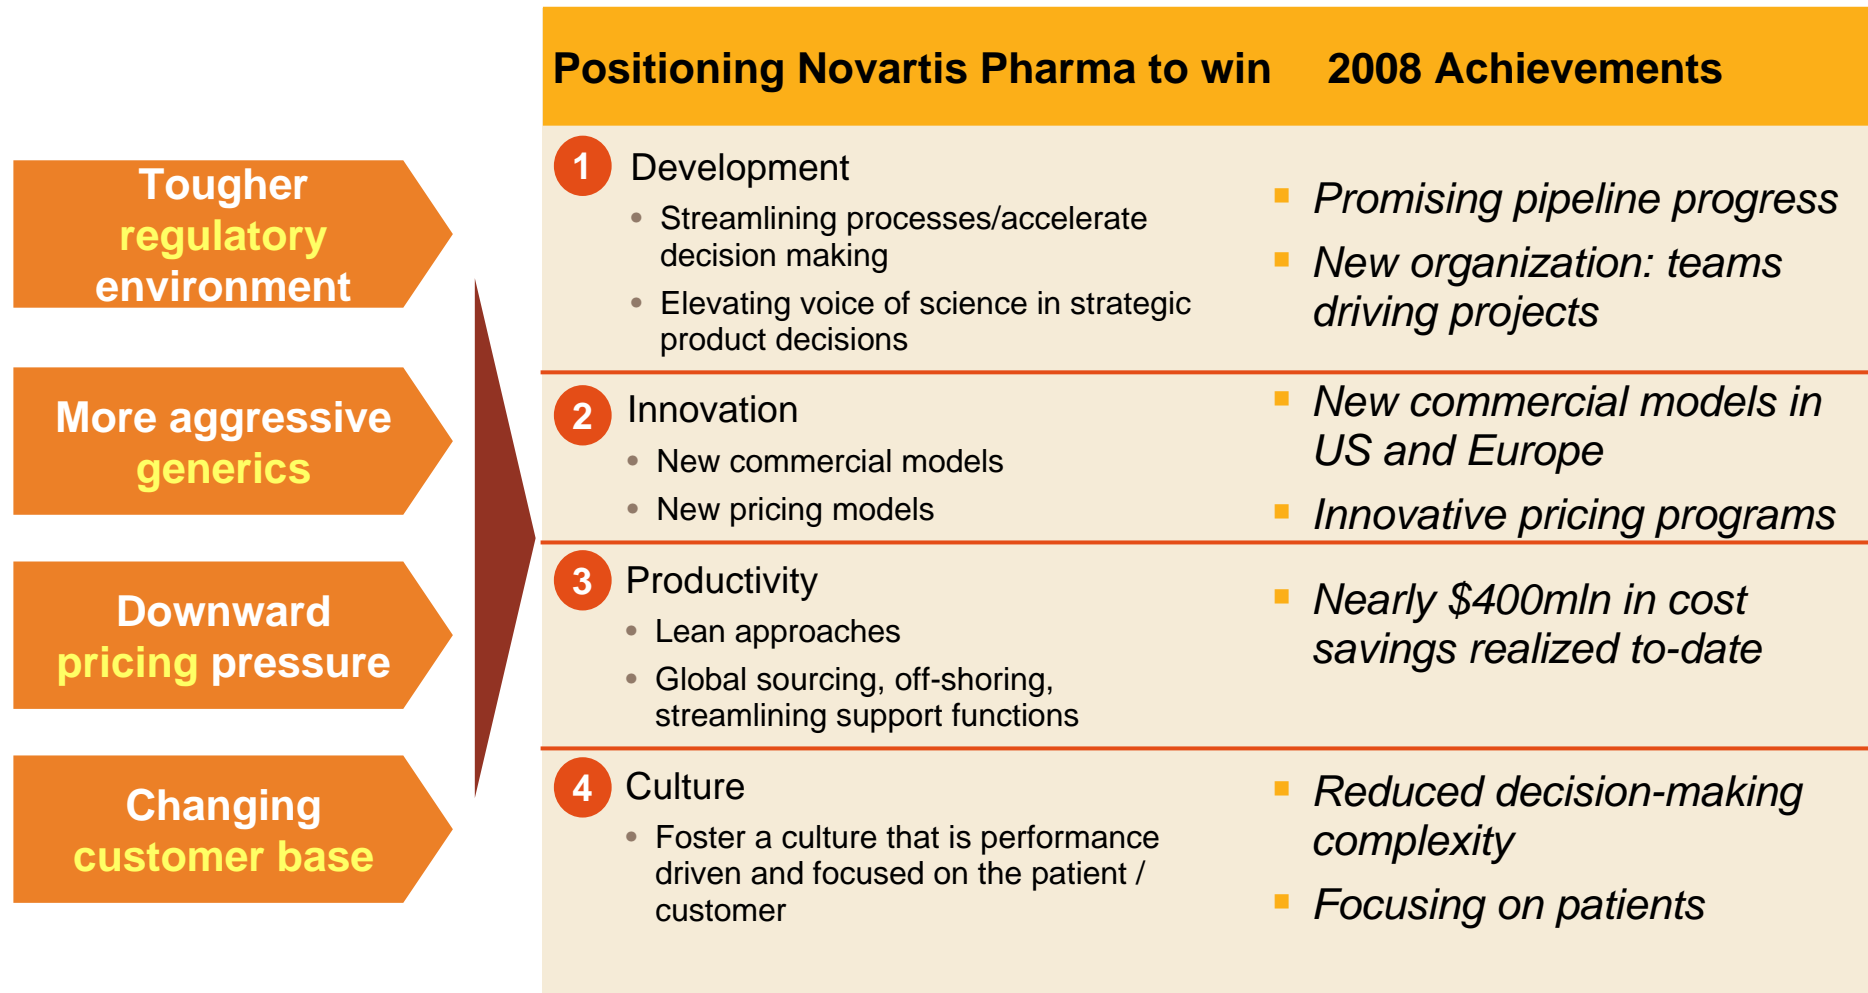 Positioning Novartis Pharma to win
2008 Achievements
Tougher
regulatory
environment
More aggressive
generics
Downward
pricing pressure
Changing
customer base
1 Development
• Streamlining processes/accelerate
decision making
• Elevating voice of science in strategic
product decisions
▪ Promising pipeline progress
▪ New organization: teams
driving projects
2 Innovation
• New commercial models
• New pricing models
▪ New commercial models in
US and Europe
▪ Innovative pricing programs
3 Productivity
• Lean approaches
• Global sourcing, off-shoring,
streamlining support functions
▪ Nearly $400mln in cost
savings realized to-date
4 Culture
• Foster a culture that is performance
driven and focused on the patient /
customer
▪ Reduced decision-making
complexity
▪ Focusing on patients